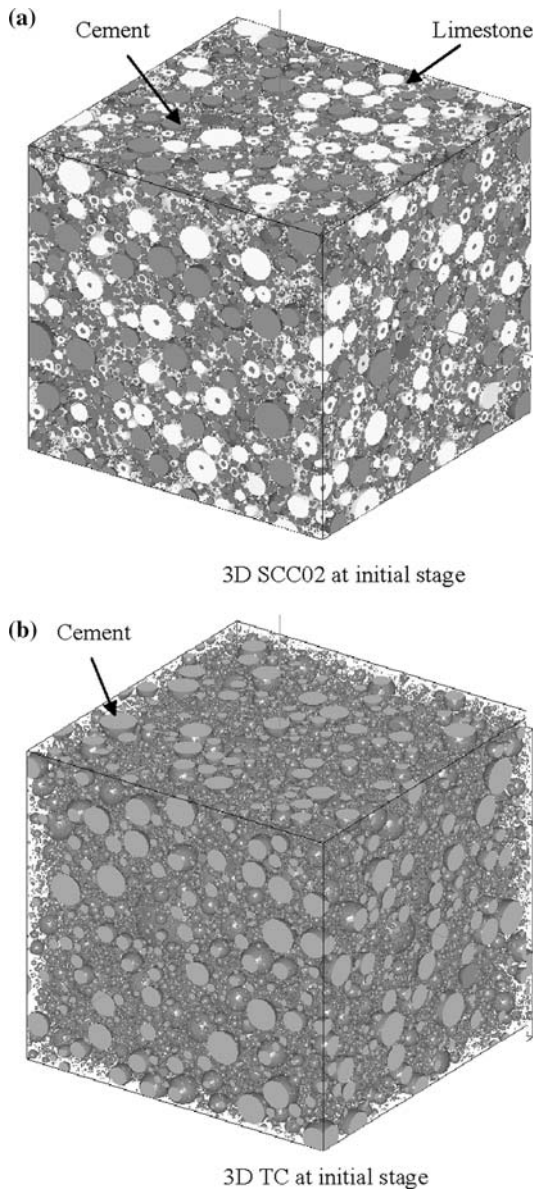 (a)
Cement
Limestone
3D SCC02 at initial stage
(b)
Cement
3D TC at initial stage